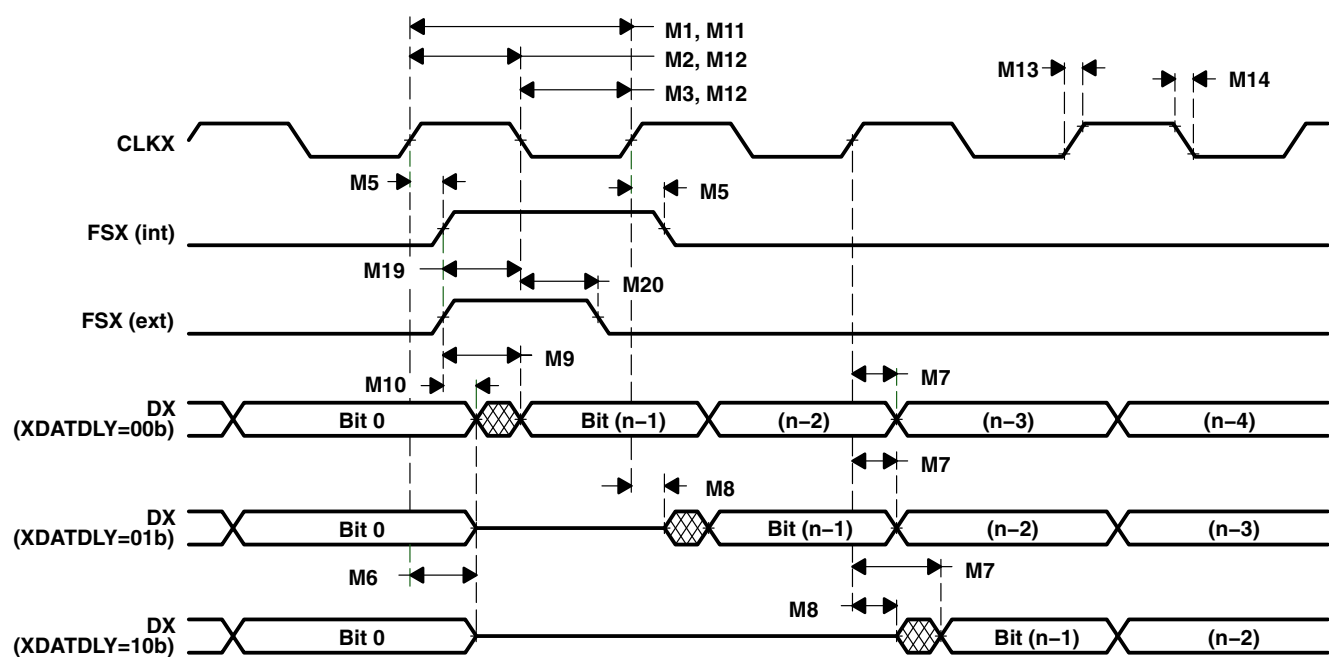 M1, M11
M2, M12
M3, M12
M13
M14
CLKX
M5
M5
FSX (int)
M19
M20
FSX (ext)
M9
M10
M7
DX
(XDATDLY=00b)
Bit 0
Bit (n−1)
(n−2)
(n−3)
(n−4)
M7
M8
DX
(XDATDLY=01b)
Bit 0
Bit (n−1)
(n−2)
(n−3)
M6
M7
M8
DX
(XDATDLY=10b)
Bit 0
Bit (n−1)
(n−2)